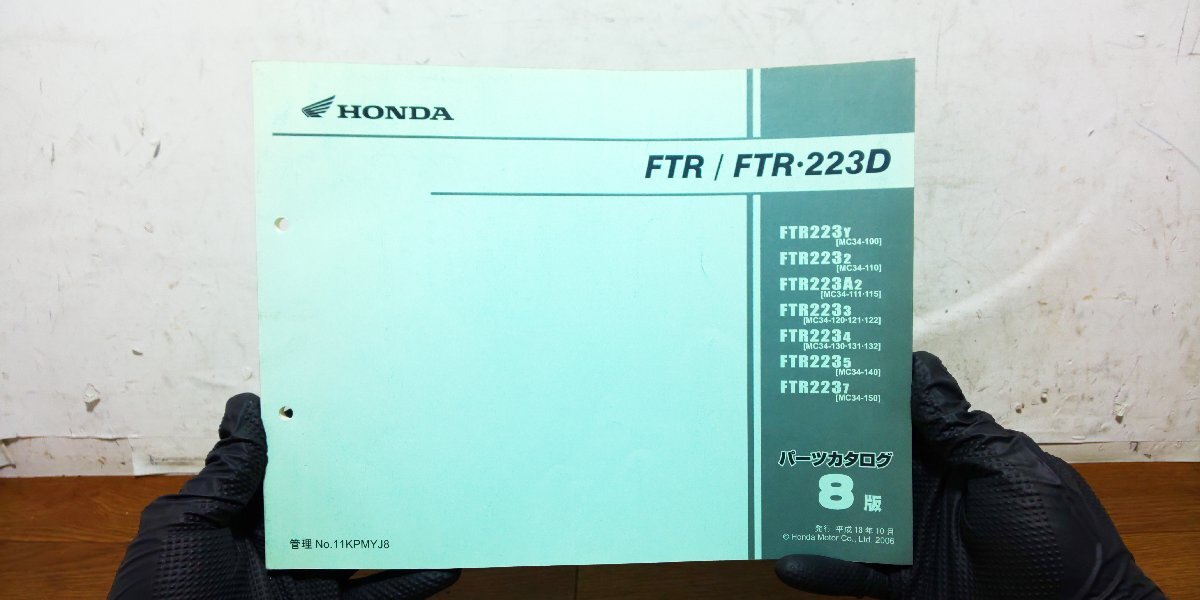 HONDA
FTR / FTR・223D
FTR223Y
[MC34-100]
FTR2232
[MC34-110]
FTR223A2
[MC34-111・115]
FTR2233
[MC34-120・121・122]
FTR2234
[MC34-130・131・132]
FTR2235
[MC34-140]
FTR2237
[MC34-150]
パーツカタログ
8版
発行 平成18年10月
© Honda Motor Co., Ltd. 2006
管理 No.11KPMYJ8